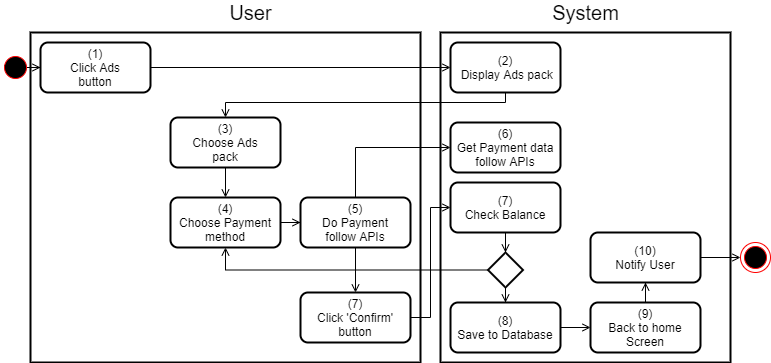 User
System
(1)
Click Ads
button
(2)
Display Ads pack
(3)
Choose Ads
pack
(6)
Get Payment data
follow APIs
(4)
Choose Payment
method
(5)
Do Payment
follow APIs
(7)
Check Balance
(10)
Notify User
(7)
Click 'Confirm'
button
(8)
Save to Database
(9)
Back to home
Screen